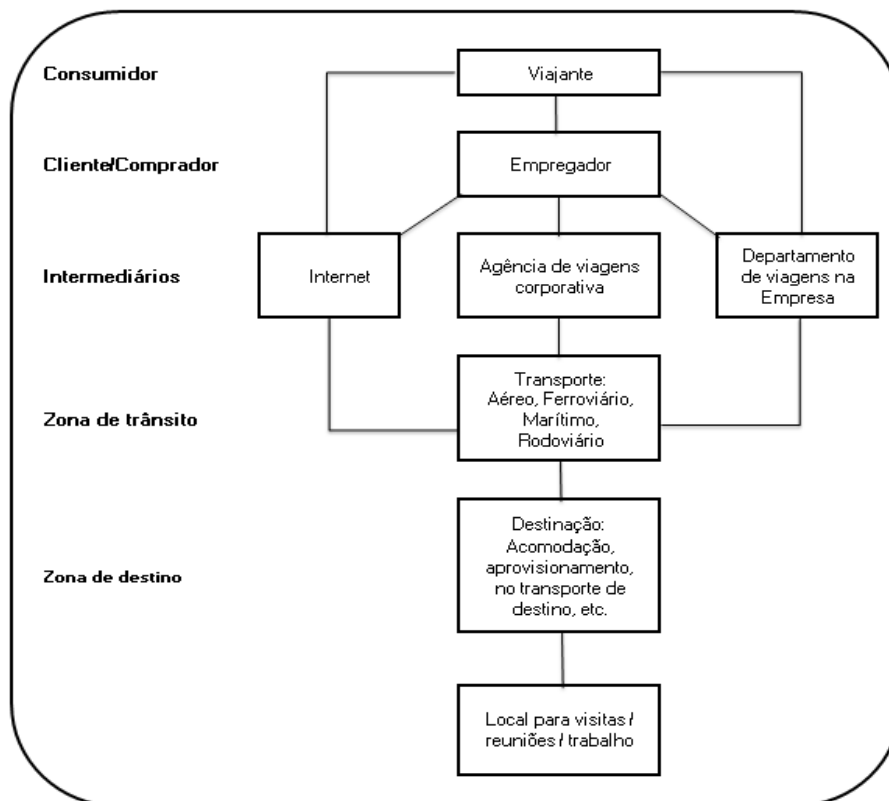 Consumidor
Viajante
Cliente/Comprador
Empregador
Intermediários
Internet
Agência de viagens
corporativa
Departamento
de viagens na
Empresa
Zona de trânsito
Transporte:
Aéreo, Ferroviário,
Marítimo,
Rodoviário
Zona de destino
Destinação:
Acomodação,
aprovisionamento,
no transporte de
destino, etc.
Local para visitas/
reuniões/ trabalho